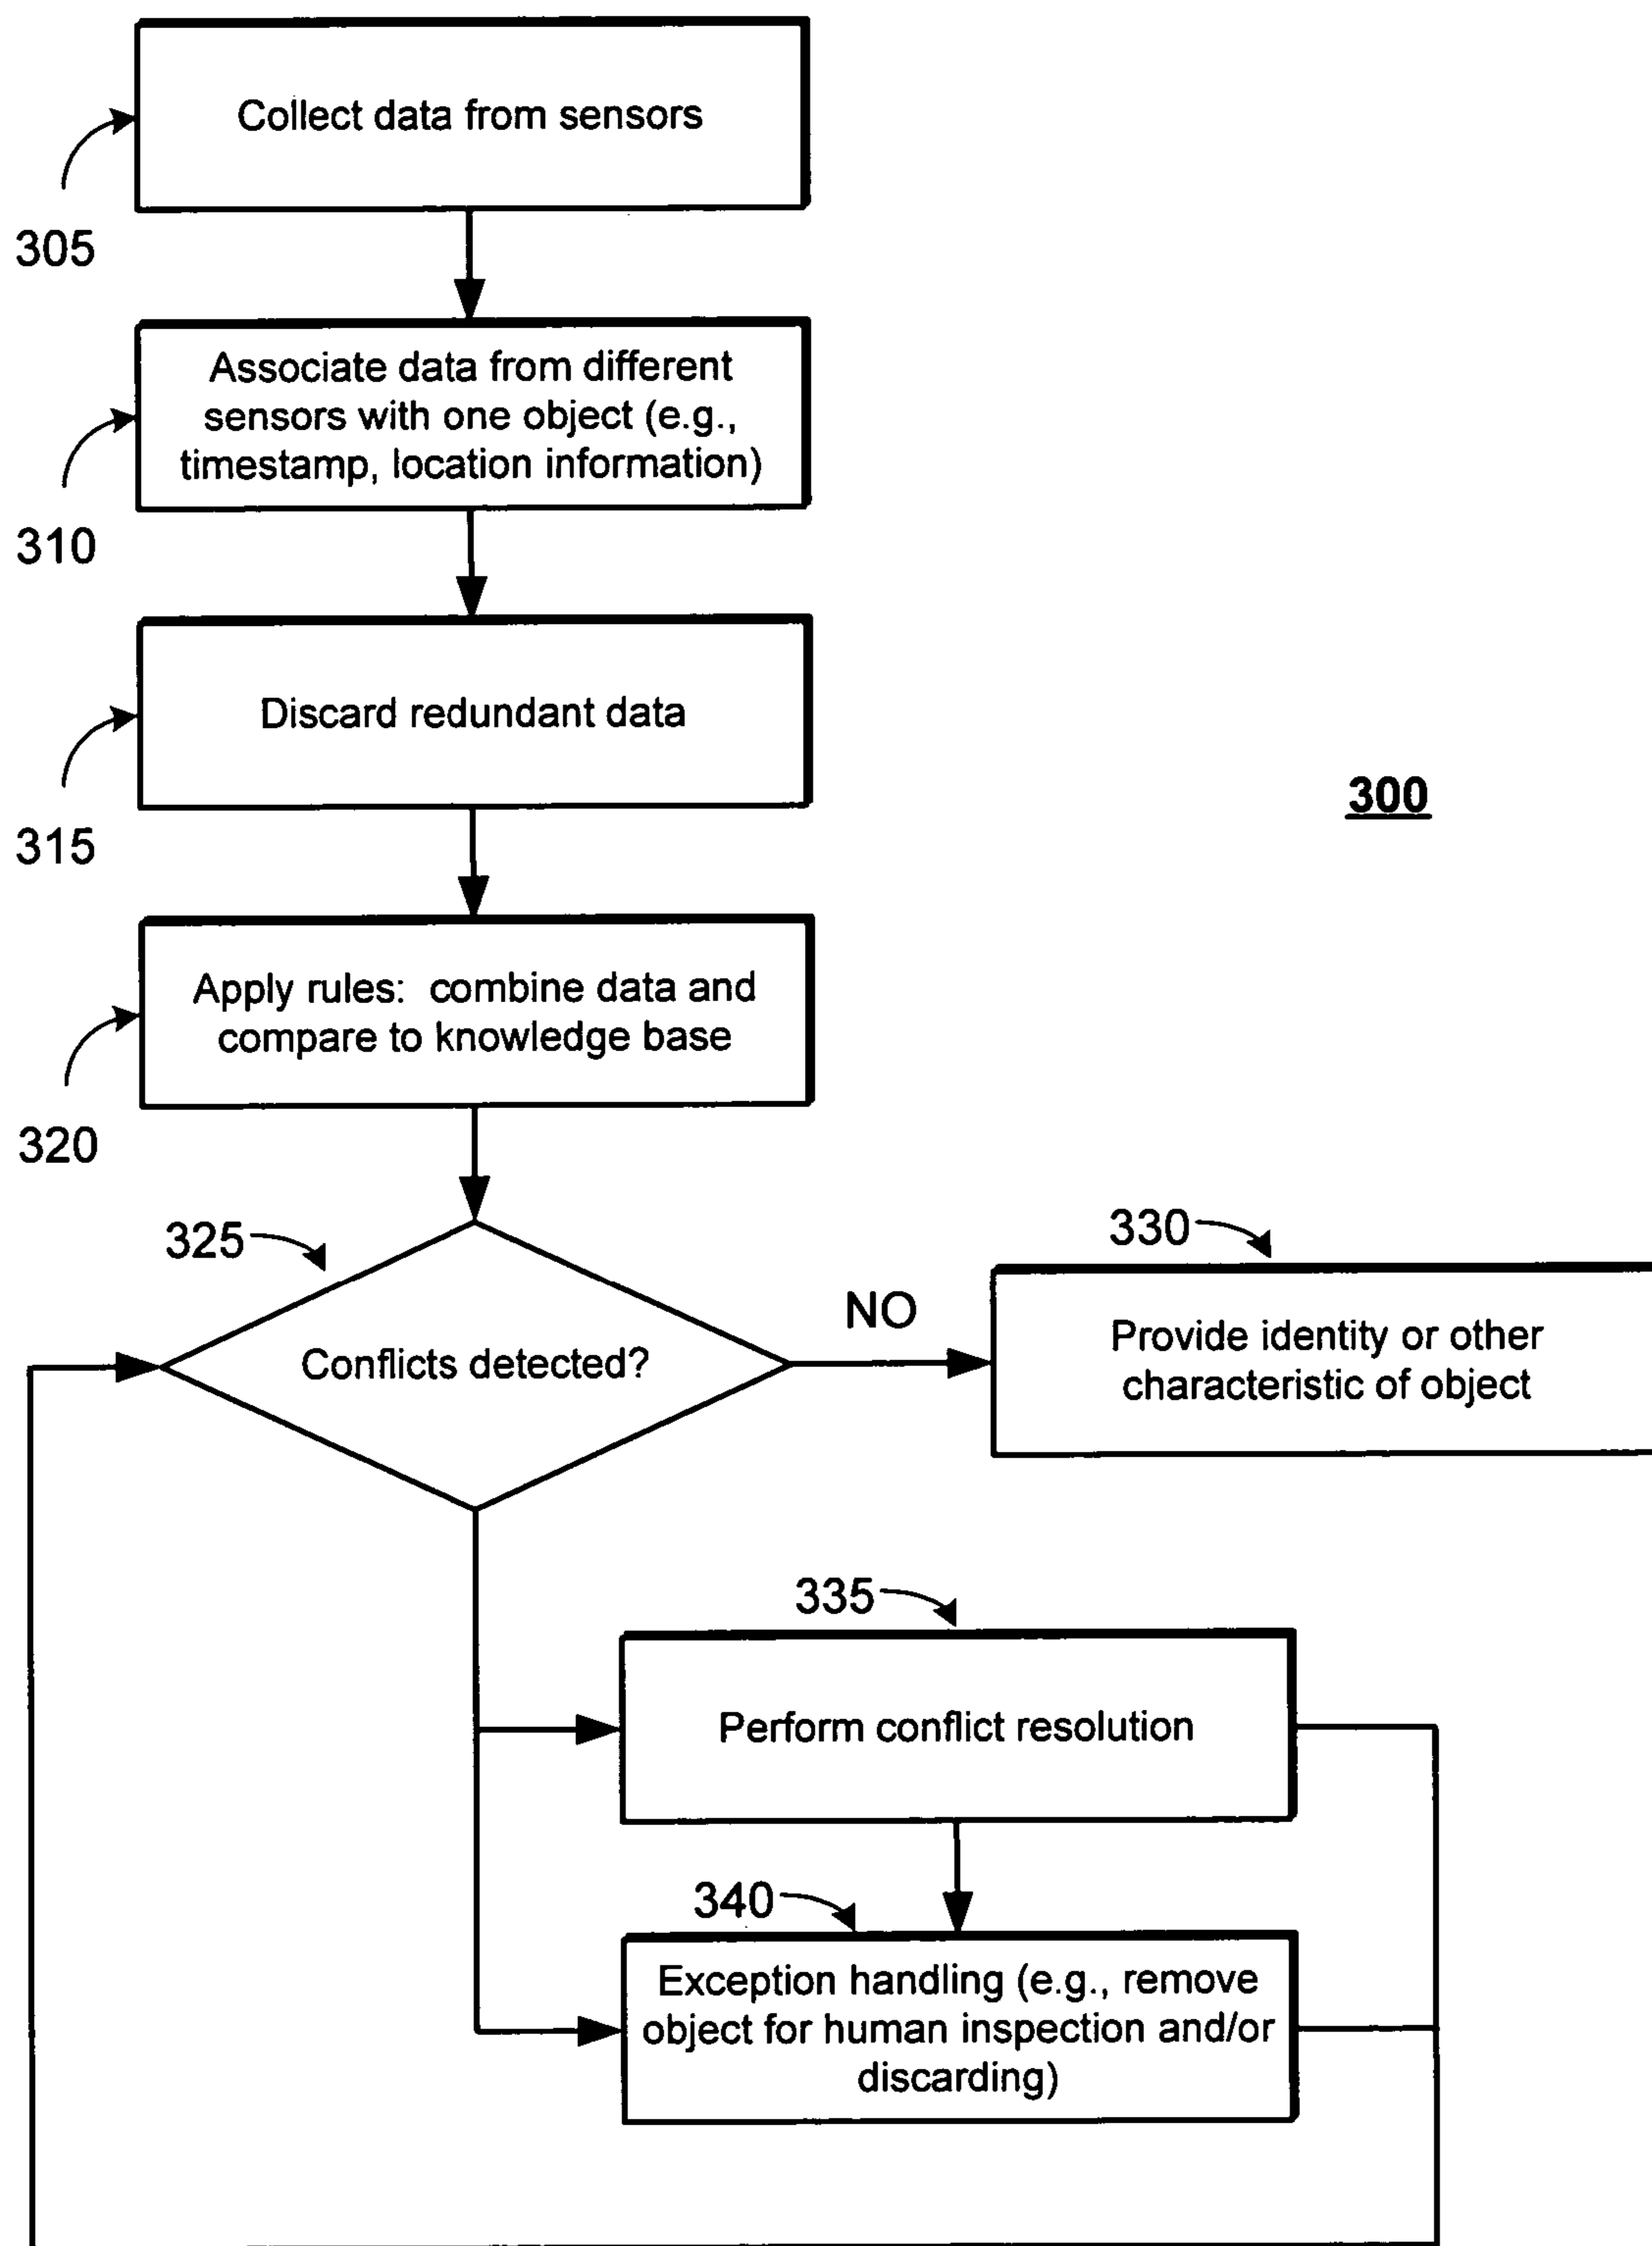 Collect data from sensors
305
Associate data from different
sensors with one object (e.g.,
timestamp, location information)
310
Discard redundant data
315
300
Apply rules:  combine data and
compare to knowledge base
320
325
330
NO
Conflicts detected?
Provide identity or other
characteristic of object
335
Perform conflict resolution
340
Exception handling (e.g., remove
object for human inspection and/or
discarding)